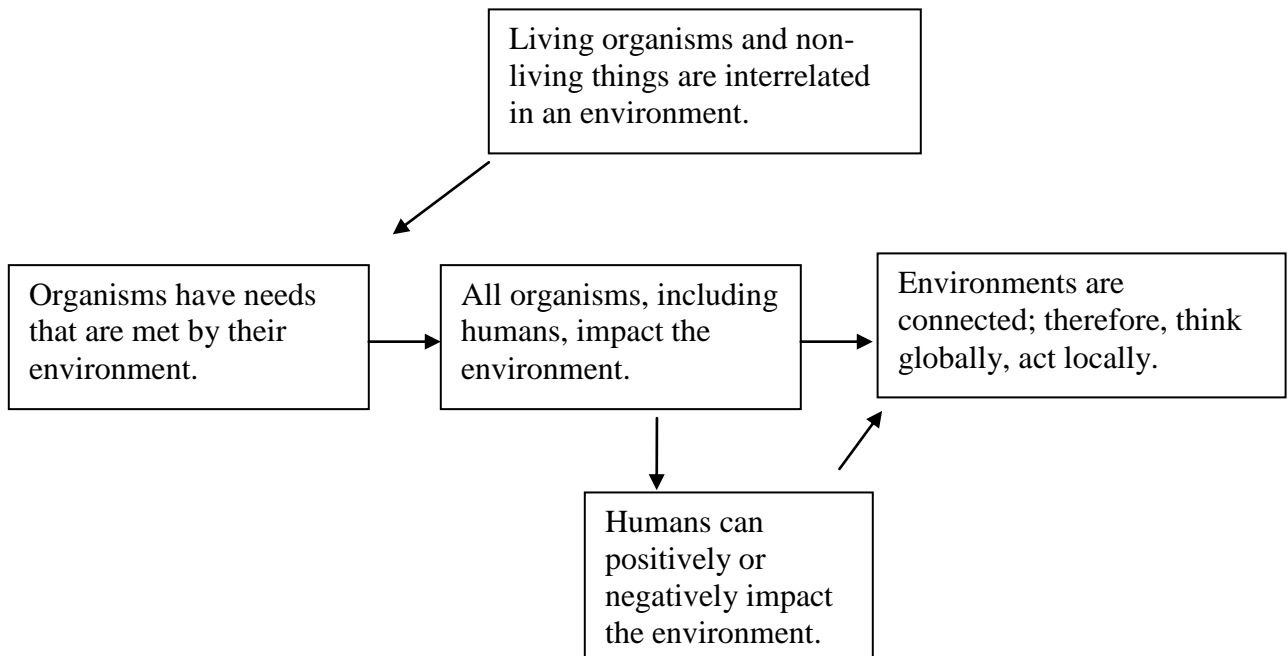 Living organisms and non-
living things are interrelated
in an environment.
Organisms have needs
that are met by their
environment.
All organisms, including
humans, impact the
environment.
Environments are
connected; therefore, think
globally, act locally.
Humans can
positively or
negatively impact
the environment.